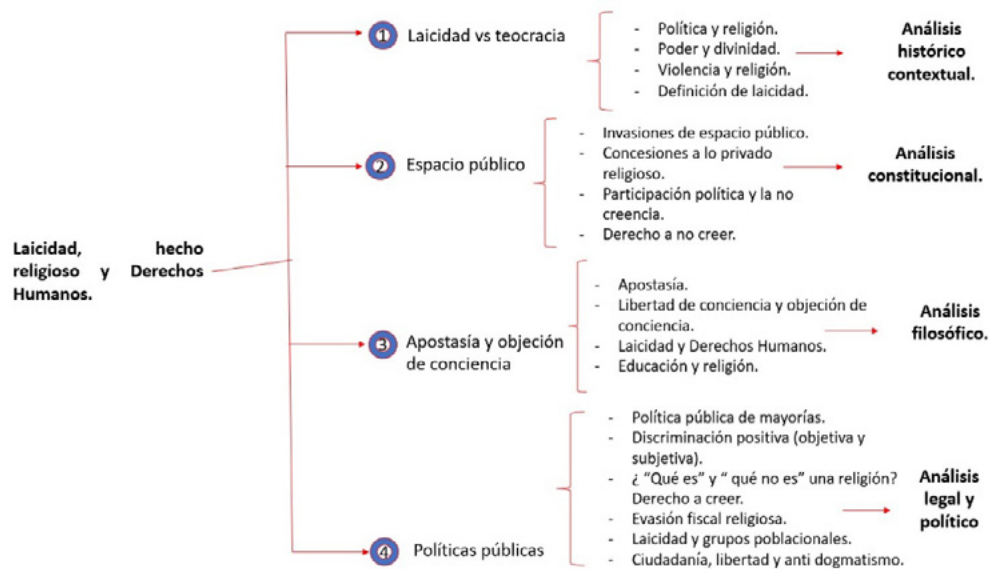 Laicidad, hecho
religioso y Derechos
Humanos.
1 Laicidad vs teocracia
- Política y religión.
- Poder y divinidad.
- Violencia y religión.
- Definición de laicidad.
Análisis
histórico
contextual.
2 Espacio público
- Invasiones de espacio público.
- Concesiones a lo privado
religioso.
- Participación política y la no
creencia.
- Derecho a no creer.
Análisis
constitucional.
3 Apostasía y objeción
de conciencia
- Apostasía.
- Libertad de conciencia y objeción de
conciencia.
- Laicidad y Derechos Humanos.
- Educación y religión.
Análisis
filosófico.
4 Políticas públicas
- Política pública de mayorías.
- Discriminación positiva (objetiva y
subjetiva).
- ¿ “Qué es” y “ qué no es” una religión?
Derecho a creer.
- Evasión fiscal religiosa.
- Laicidad y grupos poblacionales.
- Ciudadanía, libertad y anti dogmatismo.
Análisis
legal y
político